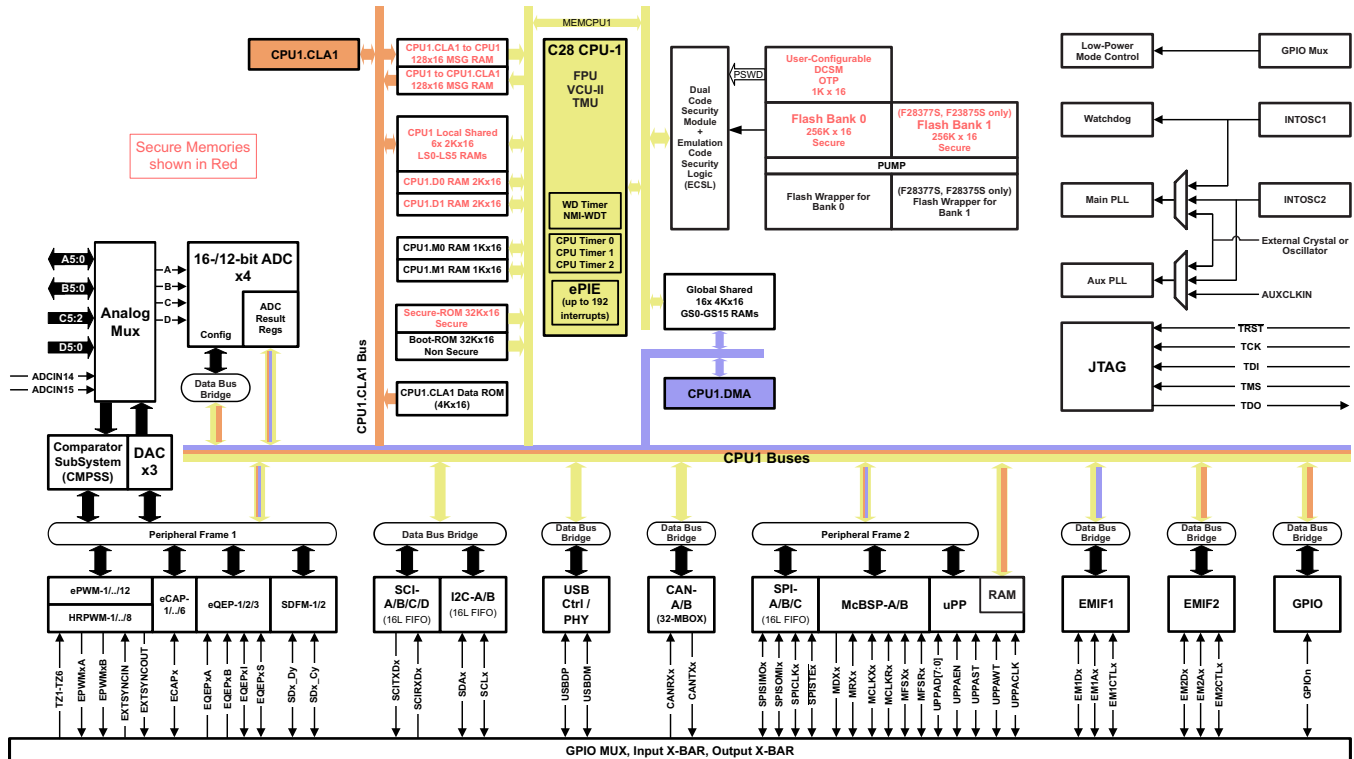 MEMCPU1
CPU1.CLA1
CPU1.CLA1 to CPU1
128x16 MSG RAM
CPU1 to CPU1.CLA1
128x16 MSG RAM
CPU1 Local Shared
6x 2Kx16
LS0-LS5 RAMs
CPU1.D0 RAM 2Kx16
CPU1.D1 RAM 2Kx16
CPU1.M0 RAM 1Kx16
CPU1.M1 RAM 1Kx16
Secure-ROM 32Kx16
Secure
Boot-ROM 32Kx16
Non Secure
CPU1.CLA1 Data ROM
(4Kx16)
CPU1.CLA1 Bus
C28 CPU-1
FPU
VCU-II
TMU
WD Timer
NMI-WDT
CPU Timer 0
CPU Timer 1
CPU Timer 2
ePIE
(up to 192
interrupts)
Dual
Code
Security
Module
+
Emulation
Code
Security
Logic
(ECSL)
PSWD
User-Configurable
DCSM
OTP
1K x 16
Flash Bank 0
256K x 16
Secure
(F28377S, F23875S only)
Flash Bank 1
256K x 16
Secure
PUMP
Flash Wrapper for
Bank 0
(F28377S, F28375S only)
Flash Wrapper for
Bank 1
Global Shared
16x 4Kx16
GS0-GS15 RAMs
CPU1.DMA
Low-Power
Mode Control
GPIO Mux
Watchdog
INTOSC1
Main PLL
INTOSC2
External Crystal or
Oscillator
Aux PLL
AUXCLKIN
JTAG
TRST
TCK
TDI
TMS
TDO
Secure Memories
shown in Red
A5:0
B5:0
C5:2
D5:0
ADCIN14
ADCIN15
Analog
Mux
A
B
C
D
16-/12-bit ADC
x4
Config
ADC
Result
Regs
Data Bus
Bridge
Comparator
SubSystem
(CMPSS)
DAC
x3
CPU1 Buses
Peripheral Frame 1
Data Bus Bridge
Data Bus
Bridge
Data Bus
Bridge
Peripheral Frame 2
Data Bus
Bridge
Data Bus
Bridge
Data Bus
Bridge
ePWM-1/../12
HRPWM-1/../8
eCAP-
1/../6
eQEP-1/2/3
SDFM-1/2
SCI-
A/B/C/D
(16L FIFO)
I2C-A/B
(16L FIFO)
USB
Ctrl /
PHY
CAN-
A/B
(32-MBOX)
SPI-
A/B/C
(16L FIFO)
McBSP-A/B
uPP
RAM
EMIF1
EMIF2
GPIO
TZ1-TZ6
EPWMxA
EPWMxB
EXTSYNCIN
EXTSYNCOUT
ECAPx
EQEPxA
EQEPxB
EQEPxI
EQEPxS
SDx_Dy
SDx_Cy
SCITXDx
SCIRXDx
SDAx
SCLx
USBDP
USBDM
CANRXx
CANTXx
SPISIMOx
SPISOMIx
SPICLKx
SPISTEx
MDXx
MRXx
MCLKXx
MCLKRx
MFSXx
MFSRx
UPPAD[7:0]
UPPAEN
UPPAST
UPPAWT
UPPACLK
EM1Dx
EM1Ax
EM1CTLx
EM2Dx
EM2Ax
EM2CTLx
GPIOn
GPIO MUX, Input X-BAR, Output X-BAR